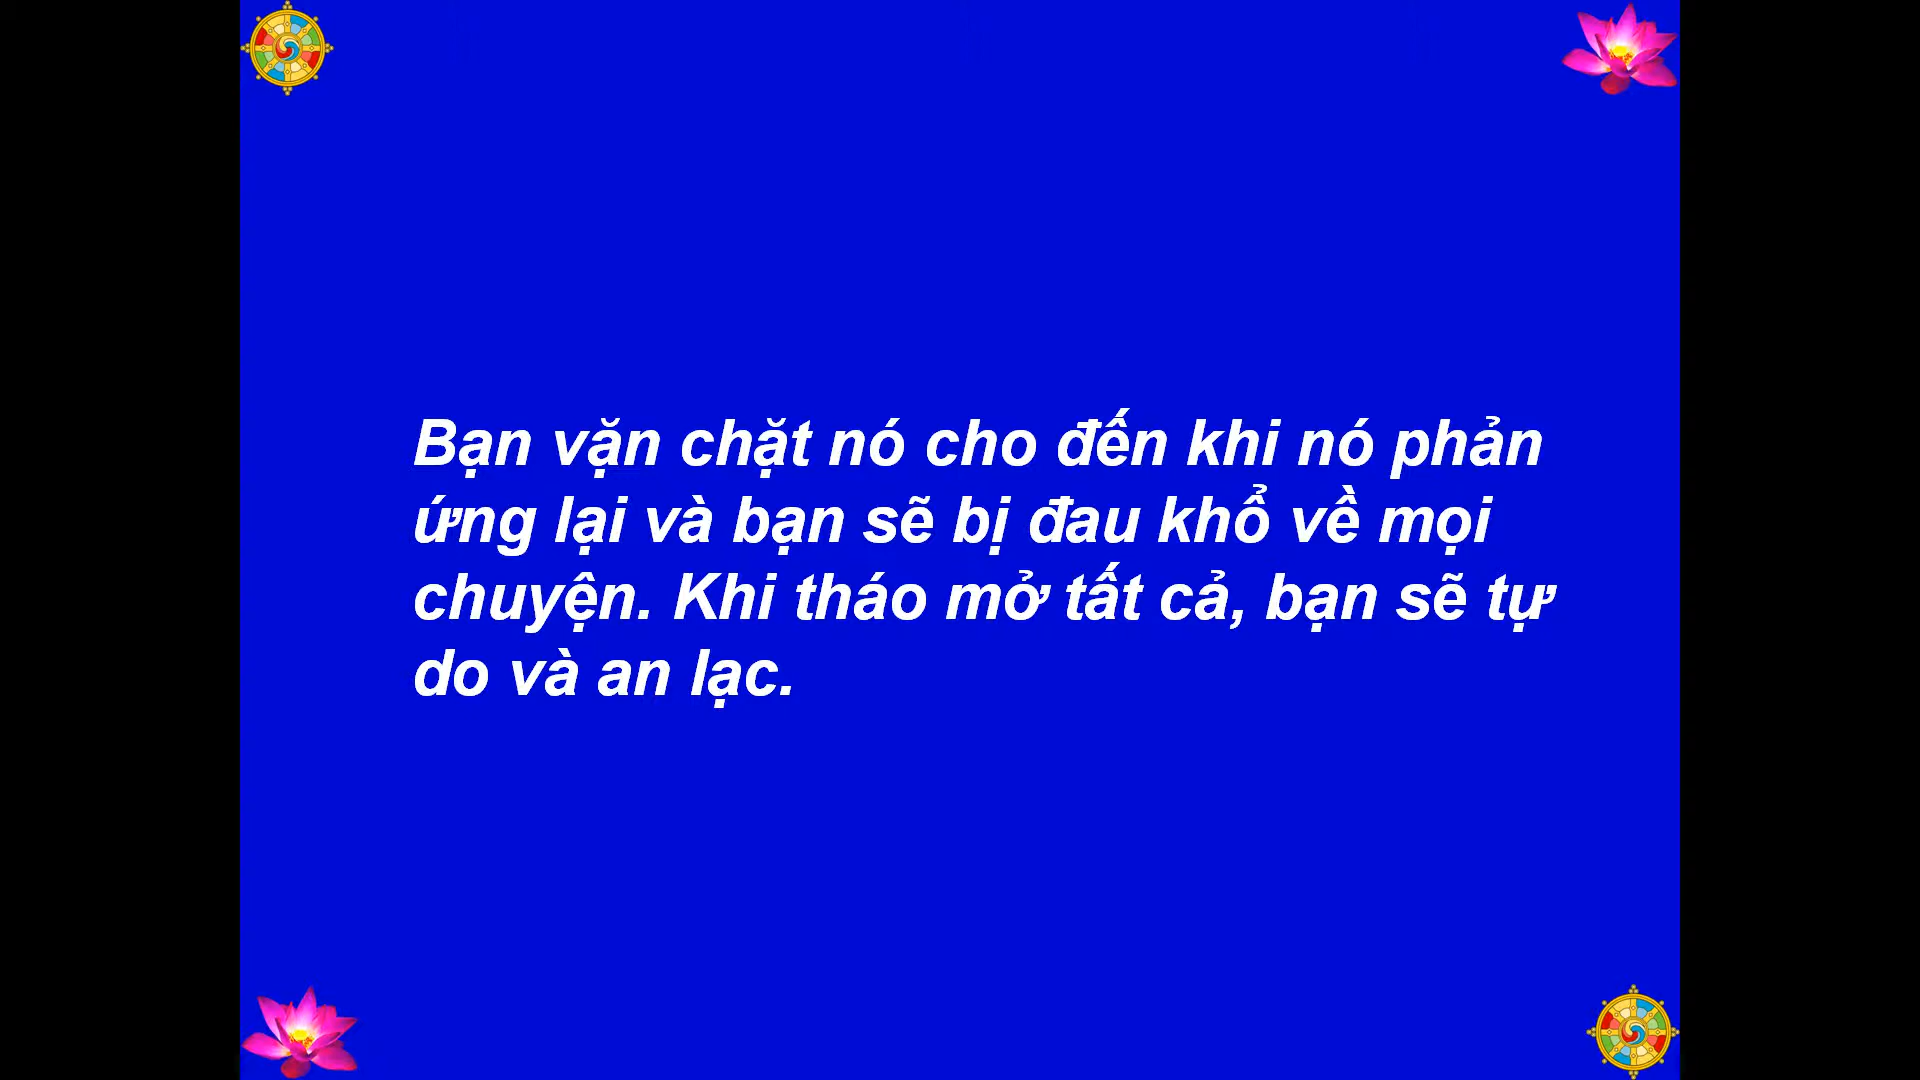 Bạn vặn chặt nó cho đến khi nó phản
ứng lại và bạn sẽ bị đau khổ về mọi
chuyện. Khi tháo mở tất cả, bạn sẽ tự
do và an lạc.